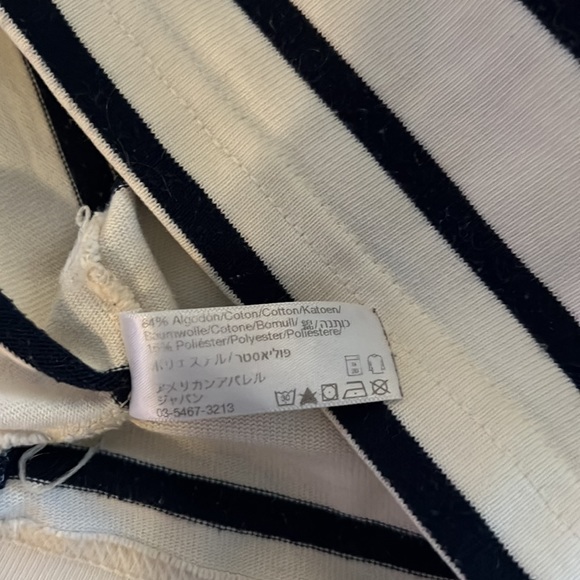 84% Algodón/Coton/Cotton/Katoen/
Baumwolle/Cotone/Bomull/ 綿/面/כותנה
16% Poliéster/Polyester/Poliestere/
ポリエステル/פוליאסטר
アメリカンアパレル
ジャパン
03-5467-3213